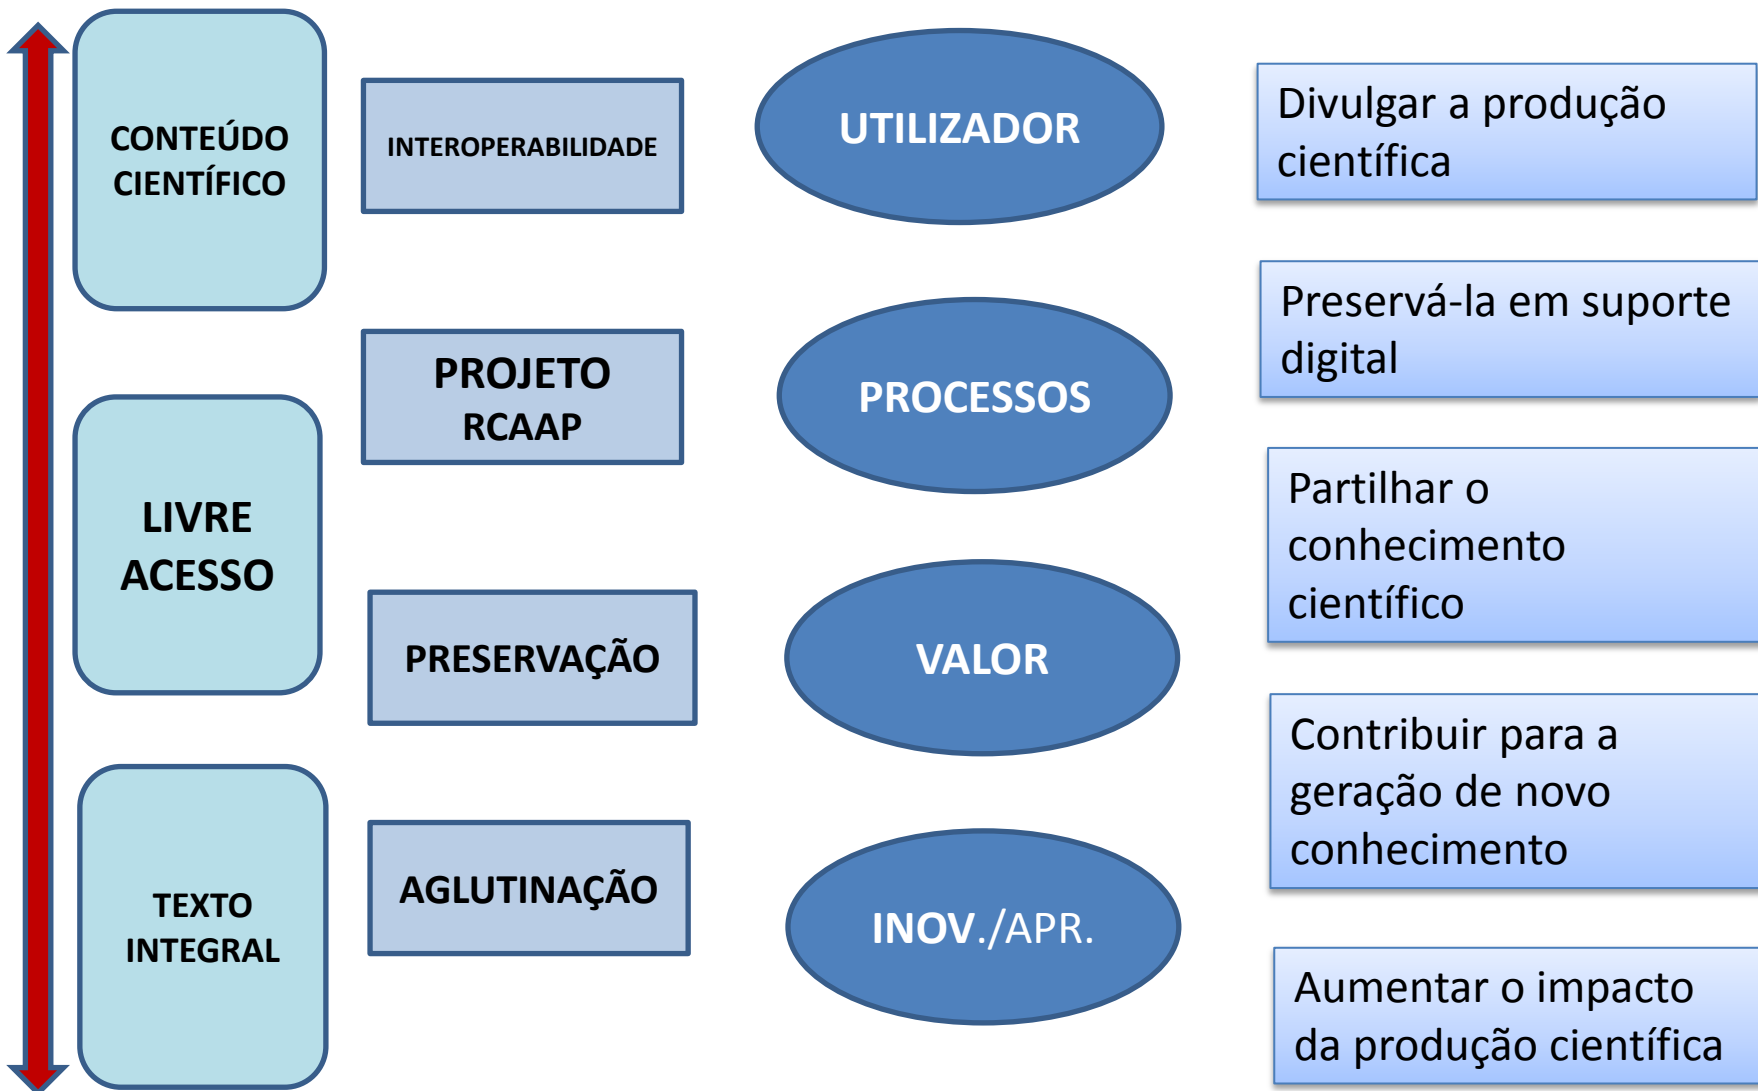 CONTEÚDO
CIENTÍFICO
LIVRE
ACESSO
TEXTO
INTEGRAL
INTEROPERABILIDADE
PROJETO
RCAAP
PRESERVAÇÃO
AGLUTINAÇÃO
UTILIZADOR
PROCESSOS
VALOR
INOV./APR.
Divulgar a produção
científica
Preservá-la em suporte
digital
Partilhar o
conhecimento
científico
Contribuir para a
geração de novo
conhecimento
Aumentar o impacto
da produção científica